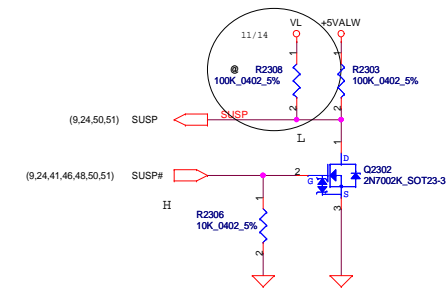 11/14
VL
+5VALW
1
1
@
R2308
100K_0402_5%
R2303
100K_0402_5%
2
2
(9,24,50,51)
SUSP
SUSP
L
1
D
Q2302
2N7002K_SOT23-3
(9,24,41,46,48,50,51)
SUSP#
2
G
S
H
3
1
R2306
10K_0402_5%
2